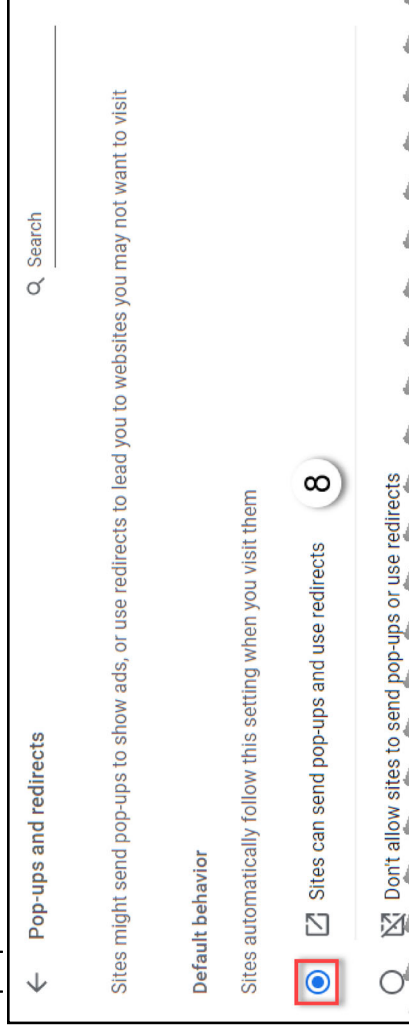 Pop-ups and redirects
Search
Sites might send pop-ups to show ads, or use redirects to lead you to websites you may not want to visit
Default behavior
Sites automatically follow this setting when you visit them
Sites can send pop-ups and use redirects
8
Don't allow sites to send pop-ups or use redirects